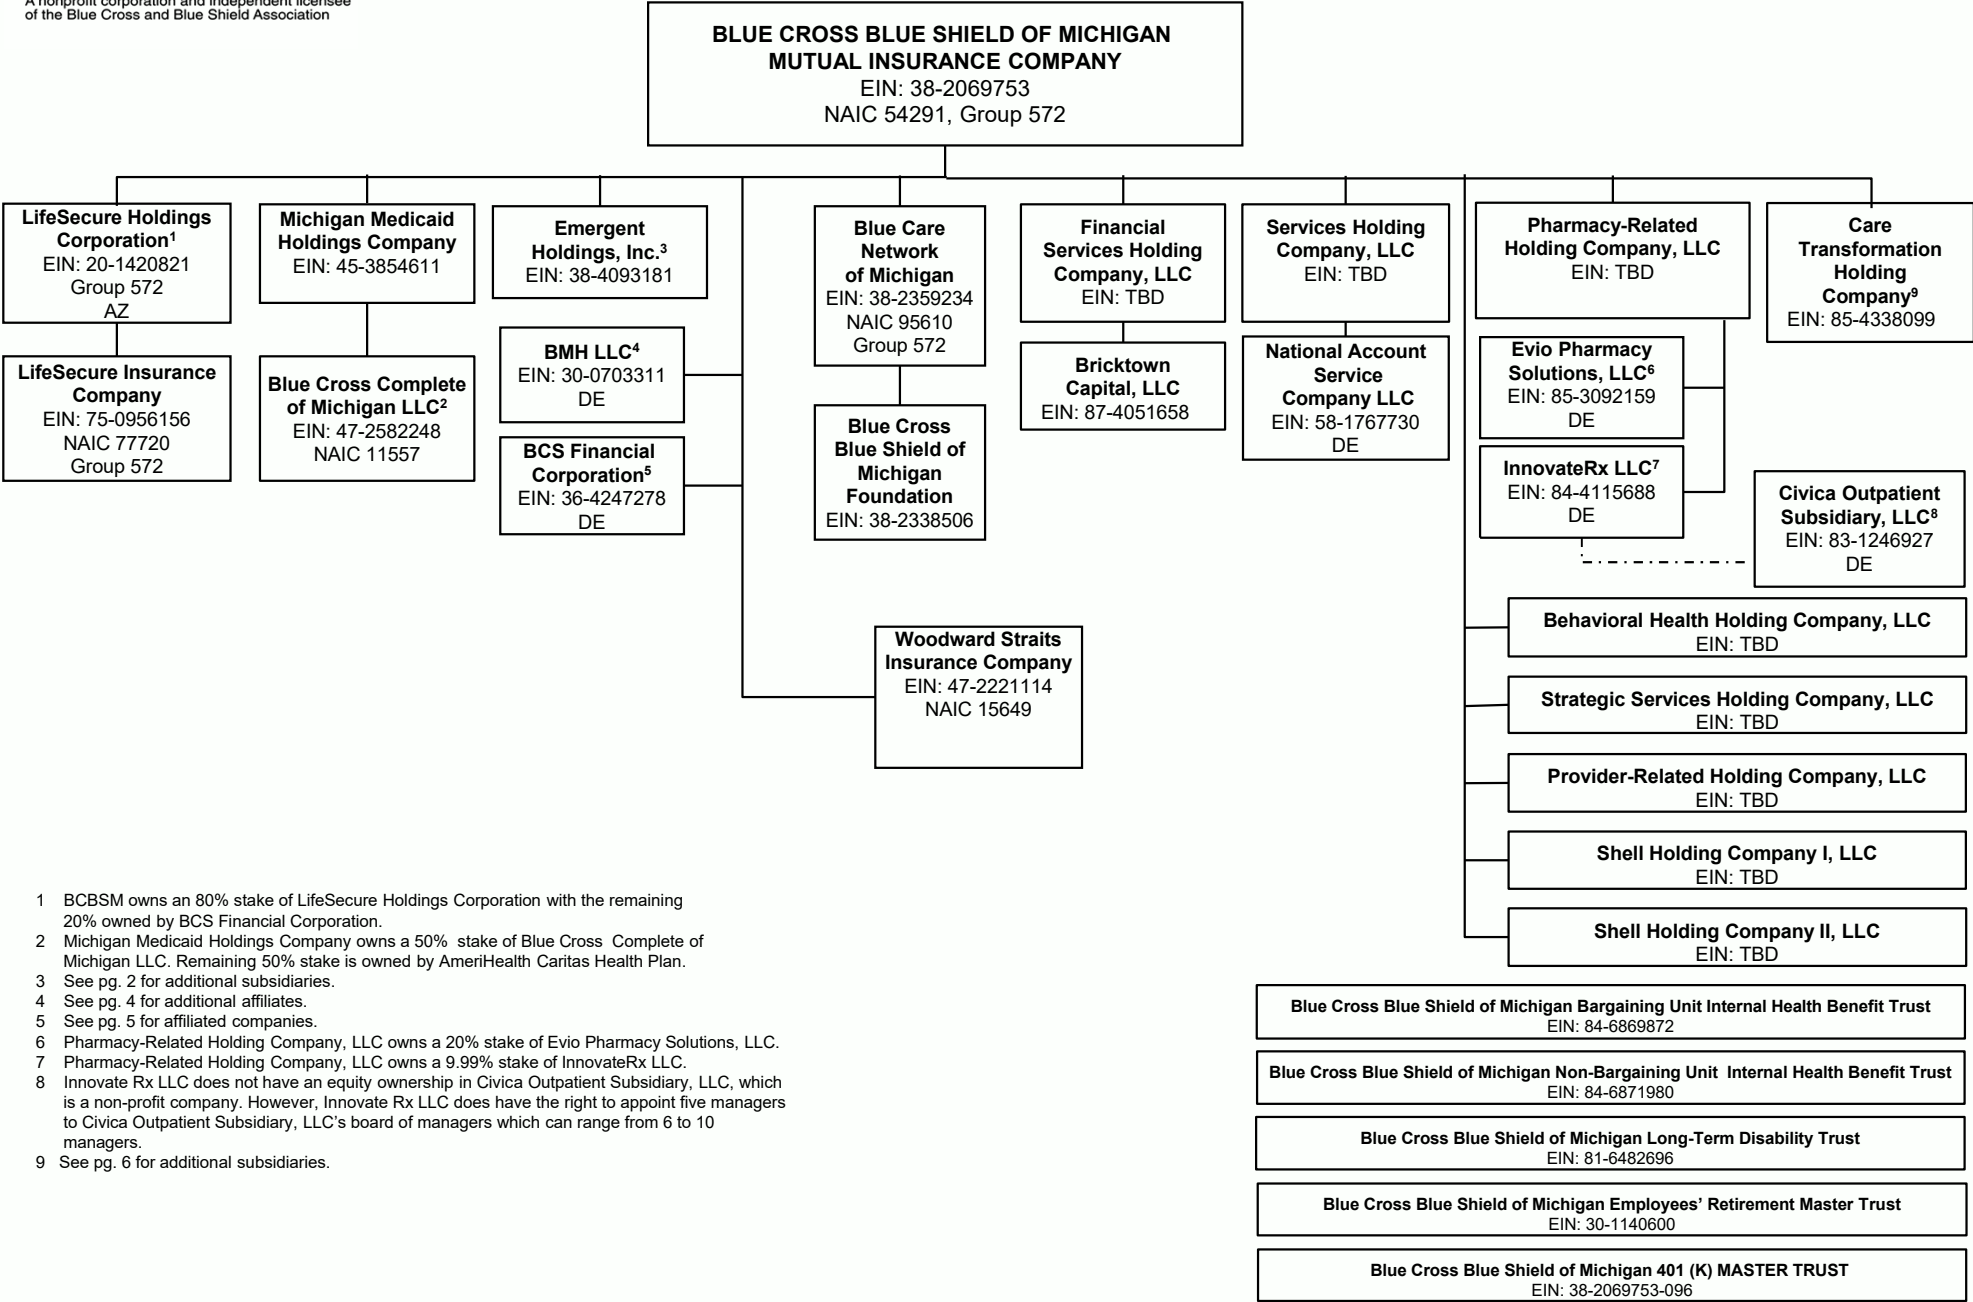 A nonprofit corporation and independent licensee
of the Blue Cross and Blue Shield Association
BLUE CROSS BLUE SHIELD OF MICHIGAN
MUTUAL INSURANCE COMPANY
EIN: 38-2069753
NAIC 54291, Group 572
LifeSecure Holdings
Corporation¹
EIN: 20-1420821
Group 572
AZ
Michigan Medicaid
Holdings Company
EIN: 45-3854611
Emergent
Holdings, Inc.³
EIN: 38-4093181
Blue Care
Network
of Michigan
EIN: 38-2359234
NAIC 95610
Group 572
Financial
Services Holding
Company, LLC
EIN: TBD
Services Holding
Company, LLC
EIN: TBD
Pharmacy-Related
Holding Company, LLC
EIN: TBD
Care
Transformation
Holding
Company⁹
EIN: 85-4338099
LifeSecure Insurance
Company
EIN: 75-0956156
NAIC 77720
Group 572
Blue Cross Complete
of Michigan LLC²
EIN: 47-2582248
NAIC 11557
BMH LLC⁴
EIN: 30-0703311
DE
BCS Financial
Corporation⁵
EIN: 36-4247278
DE
Blue Cross
Blue Shield of
Michigan
Foundation
EIN: 38-2338506
Bricktown
Capital, LLC
EIN: 87-4051658
National Account
Service
Company LLC
EIN: 58-1767730
DE
Evio Pharmacy
Solutions, LLC⁶
EIN: 85-3092159
DE
InnovateRx LLC⁷
EIN: 84-4115688
DE
Civica Outpatient
Subsidiary, LLC⁸
EIN: 83-1246927
DE
Woodward Straits
Insurance Company
EIN: 47-2221114
NAIC 15649
Behavioral Health Holding Company, LLC
EIN: TBD
Strategic Services Holding Company, LLC
EIN: TBD
Provider-Related Holding Company, LLC
EIN: TBD
Shell Holding Company I, LLC
EIN: TBD
Shell Holding Company II, LLC
EIN: TBD
1 BCBSM owns an 80% stake of LifeSecure Holdings Corporation with the remaining
20% owned by BCS Financial Corporation.
2 Michigan Medicaid Holdings Company owns a 50% stake of Blue Cross Complete of
Michigan LLC. Remaining 50% stake is owned by AmeriHealth Caritas Health Plan.
3 See pg. 2 for additional subsidiaries.
4 See pg. 4 for additional affiliates.
5 See pg. 5 for affiliated companies.
6 Pharmacy-Related Holding Company, LLC owns a 20% stake of Evio Pharmacy Solutions, LLC.
7 Pharmacy-Related Holding Company, LLC owns a 9.99% stake of InnovateRx LLC.
8 Innovate Rx LLC does not have an equity ownership in Civica Outpatient Subsidiary, LLC, which
is a non-profit company. However, Innovate Rx LLC does have the right to appoint five managers
to Civica Outpatient Subsidiary, LLC’s board of managers which can range from 6 to 10
managers.
9 See pg. 6 for additional subsidiaries.
Blue Cross Blue Shield of Michigan Bargaining Unit Internal Health Benefit Trust
EIN: 84-6869872
Blue Cross Blue Shield of Michigan Non-Bargaining Unit Internal Health Benefit Trust
EIN: 84-6871980
Blue Cross Blue Shield of Michigan Long-Term Disability Trust
EIN: 81-6482696
Blue Cross Blue Shield of Michigan Employees’ Retirement Master Trust
EIN: 30-1140600
Blue Cross Blue Shield of Michigan 401 (K) MASTER TRUST
EIN: 38-2069753-096